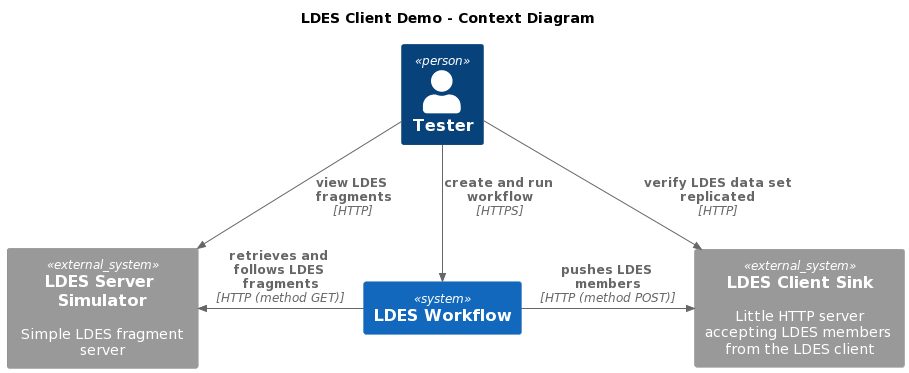 LDES Client Demo - Context Diagram
«person»
Tester
view LDES
fragments
[HTTP]
create and run
workflow
[HTTPS]
verify LDES data set
replicated
[HTTP]
«external_system»
LDES Server
Simulator
Simple LDES fragment
server
retrieves and
follows LDES
fragments
[HTTP (method GET)]
«system»
LDES Workflow
pushes LDES
members
[HTTP (method POST)]
«external_system»
LDES Client Sink
Little HTTP server
accepting LDES members
from the LDES client